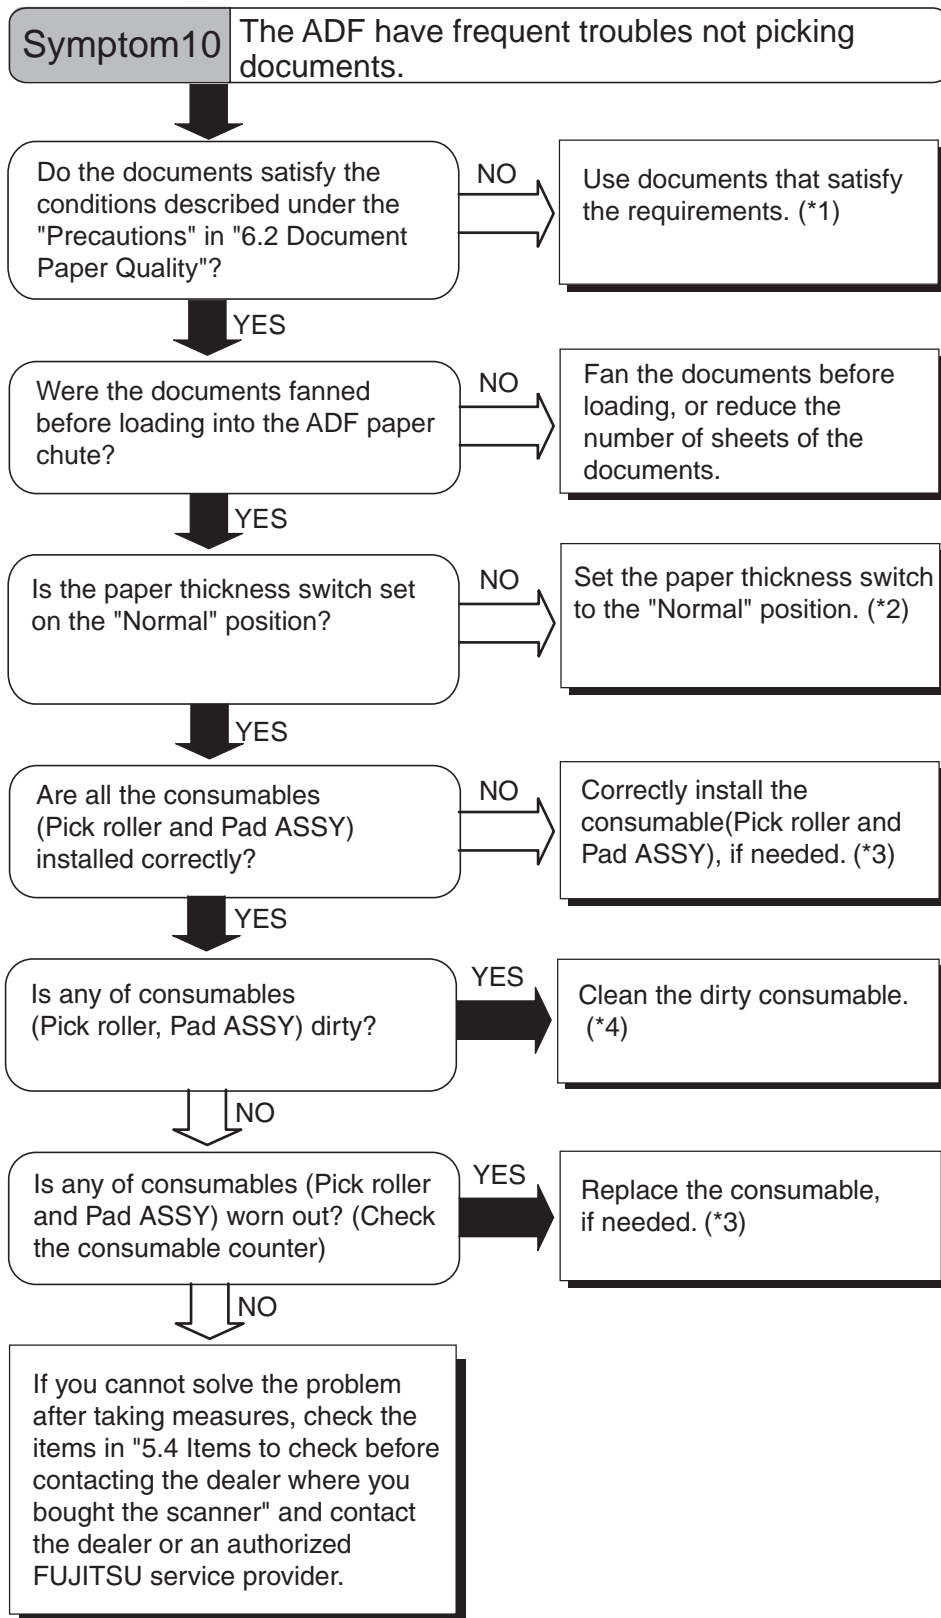 Symptom10
The ADF have frequent troubles not picking
documents.
Do the documents satisfy the
conditions described under the
"Precautions" in "6.2 Document
Paper Quality"?
NO
Use documents that satisfy
the requirements. (*1)
YES
Were the documents fanned
before loading into the ADF paper
chute?
NO
Fan the documents before
loading, or reduce the
number of sheets of the
documents.
YES
Is the paper thickness switch set
on the "Normal" position?
NO
Set the paper thickness switch
to the "Normal" position. (*2)
YES
Are all the consumables
(Pick roller and Pad ASSY)
installed correctly?
NO
Correctly install the
consumable(Pick roller and
Pad ASSY), if needed. (*3)
YES
Is any of consumables
(Pick roller, Pad ASSY) dirty?
YES
Clean the dirty consumable.
(*4)
NO
Is any of consumables (Pick roller
and Pad ASSY) worn out? (Check
the consumable counter)
YES
Replace the consumable,
if needed. (*3)
NO
If you cannot solve the problem
after taking measures, check the
items in "5.4 Items to check before
contacting the dealer where you
bought the scanner" and contact
the dealer or an authorized
FUJITSU service provider.